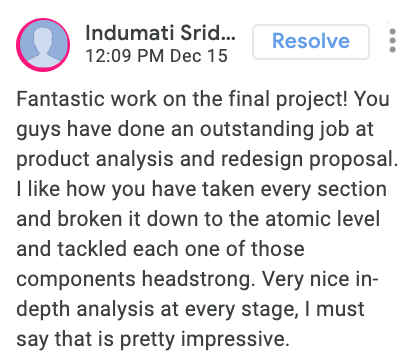 Indumati Srid...
Resolve
12:09 PM Dec 15
Fantastic work on the final project! You
guys have done an outstanding job at
product analysis and redesign proposal.
I like how you have taken every section
and broken it down to the atomic level
and tackled each one of those
components headstrong. Very nice in-
depth analysis at every stage, I must
say that is pretty impressive.